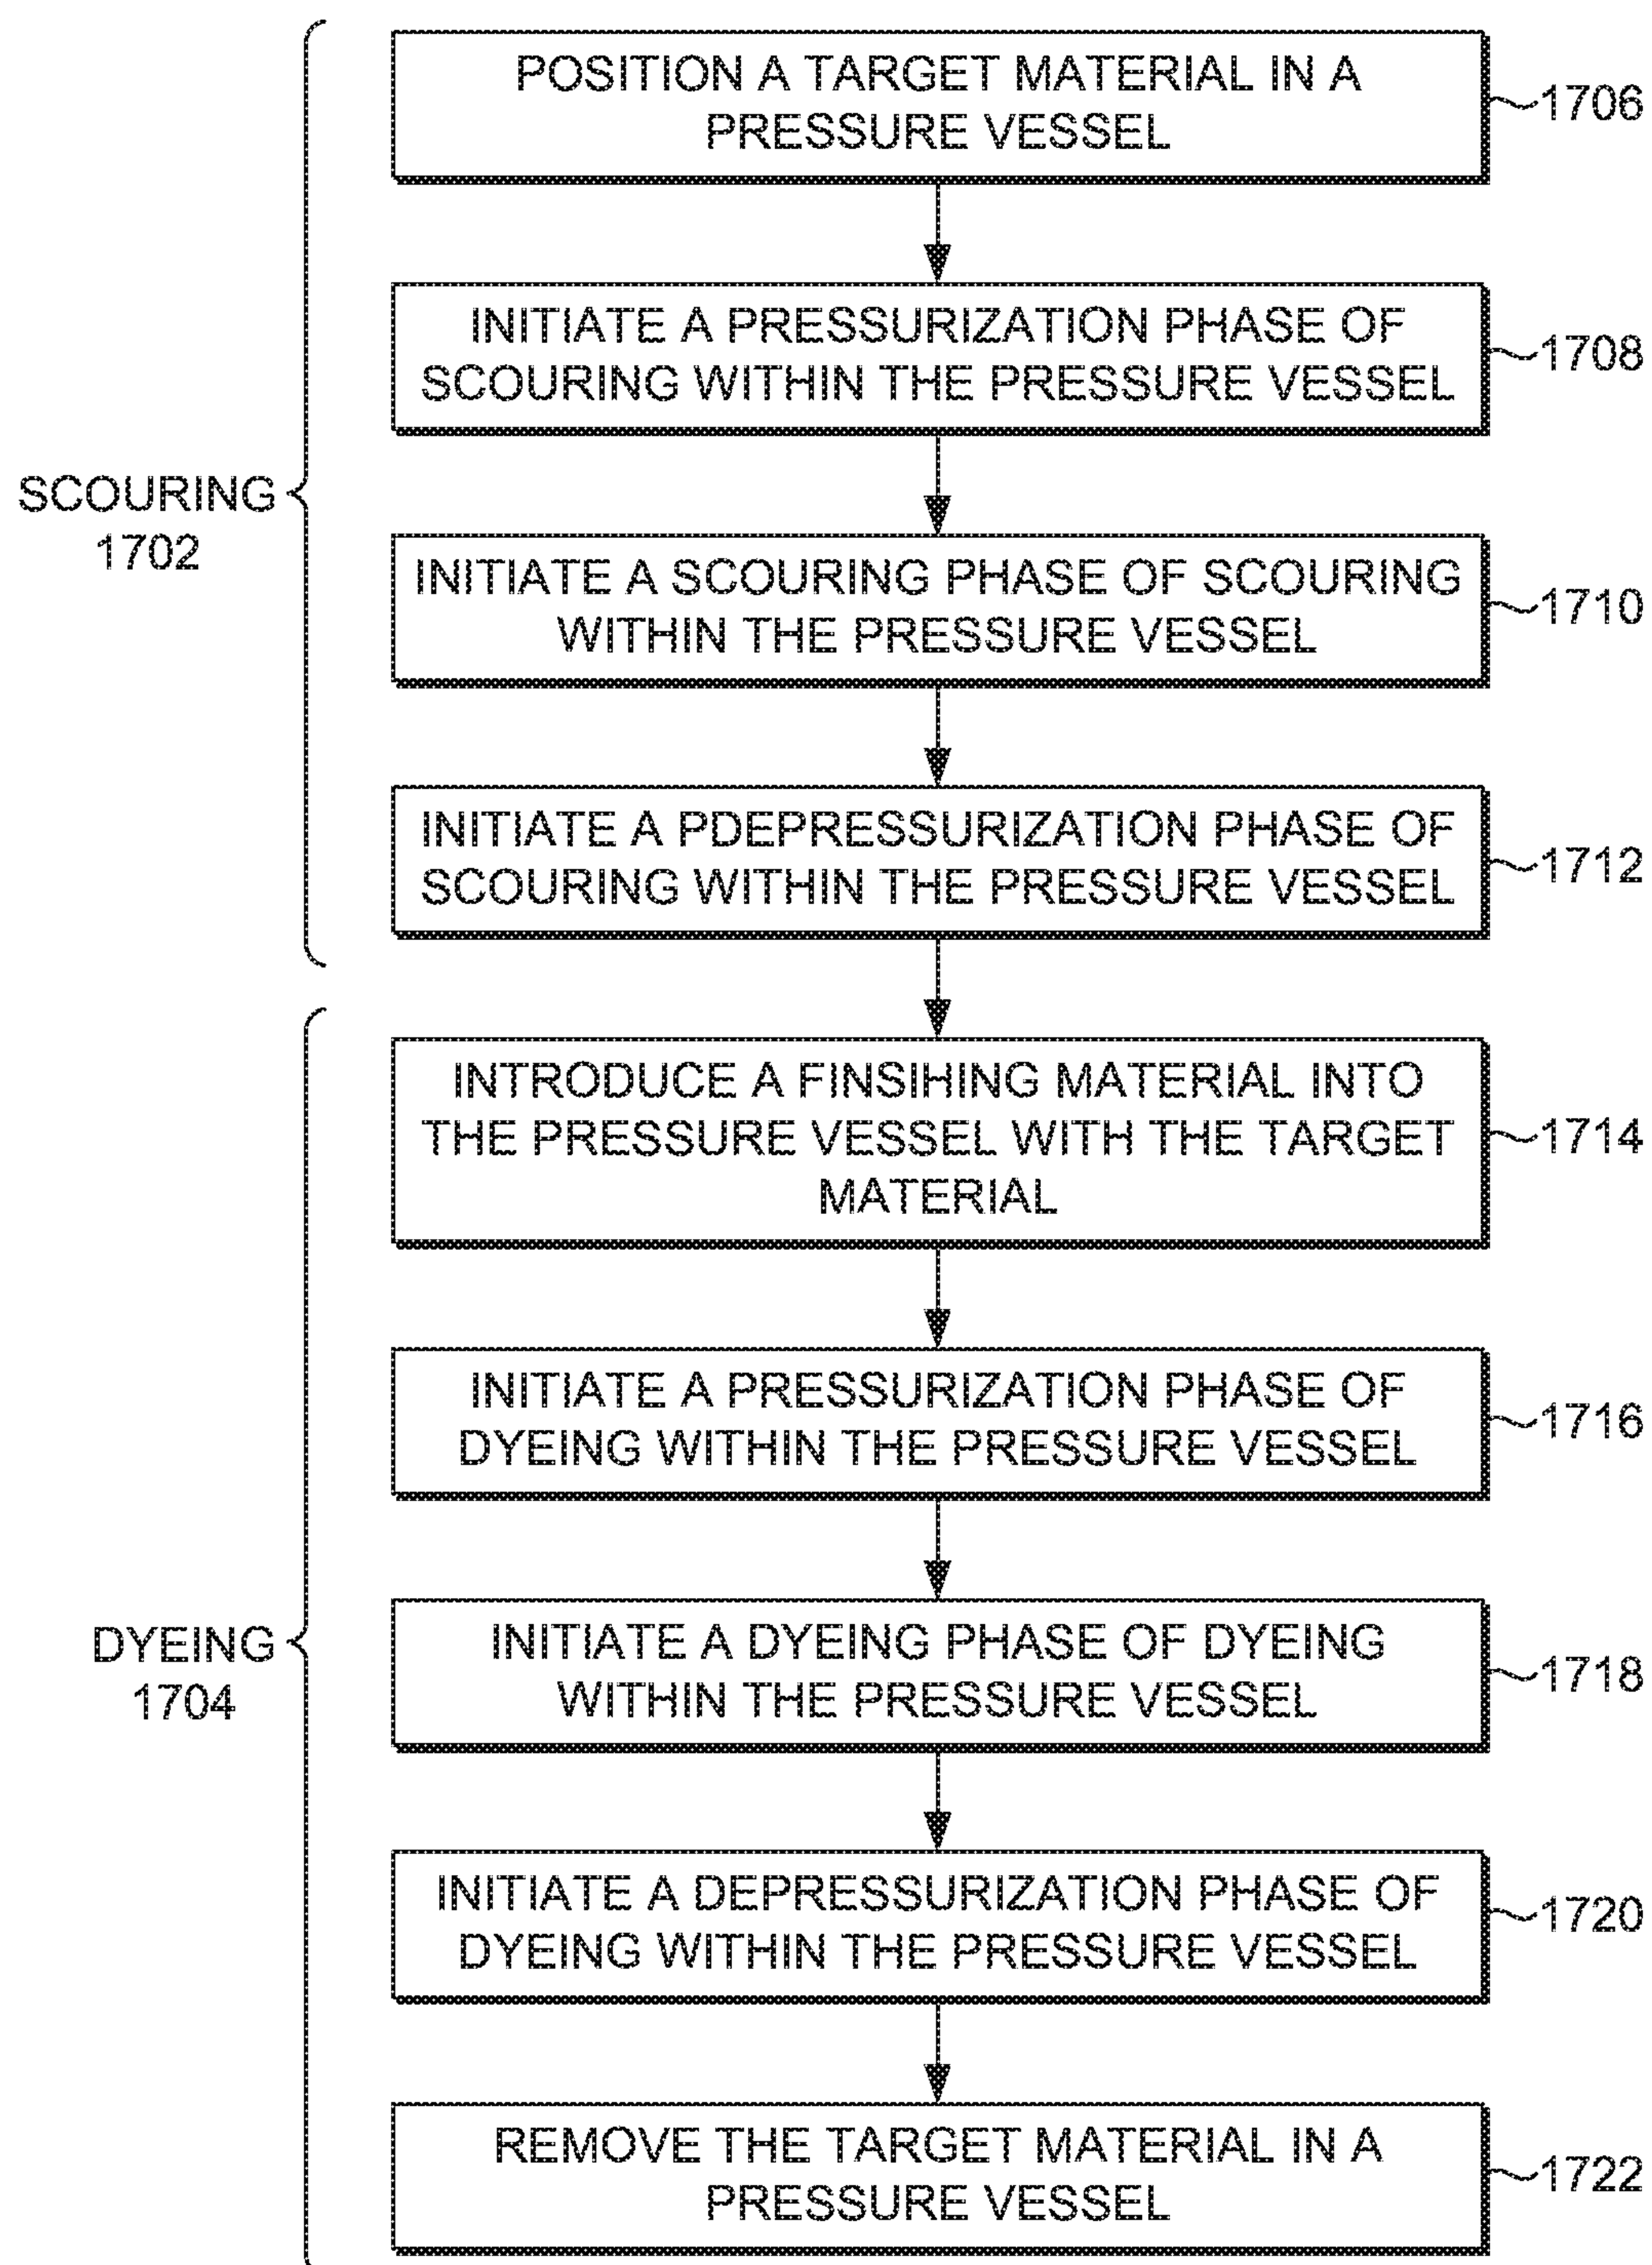 POSITION A TARGET MATERIAL IN A
PRESSURE VESSEL
1706
INITIATE A PRESSURIZATION PHASE OF
SCOURING WITHIN THE PRESSURE VESSEL
1708
SCOURING
1702
INITIATE A SCOURING PHASE OF SCOURING
WITHIN THE PRESSURE VESSEL
1710
INITIATE A PDEPRESSURIZATION PHASE OF
SCOURING WITHIN THE PRESSURE VESSEL
1712
INTRODUCE A FINSIHING MATERIAL INTO
THE PRESSURE VESSEL WITH THE TARGET
MATERIAL
1714
INITIATE A PRESSURIZATION PHASE OF
DYEING WITHIN THE PRESSURE VESSEL
1716
DYEING
1704
INITIATE A DYEING PHASE OF DYEING
WITHIN THE PRESSURE VESSEL
1718
INITIATE A DEPRESSURIZATION PHASE OF
DYEING WITHIN THE PRESSURE VESSEL
1720
REMOVE THE TARGET MATERIAL IN A
PRESSURE VESSEL
1722